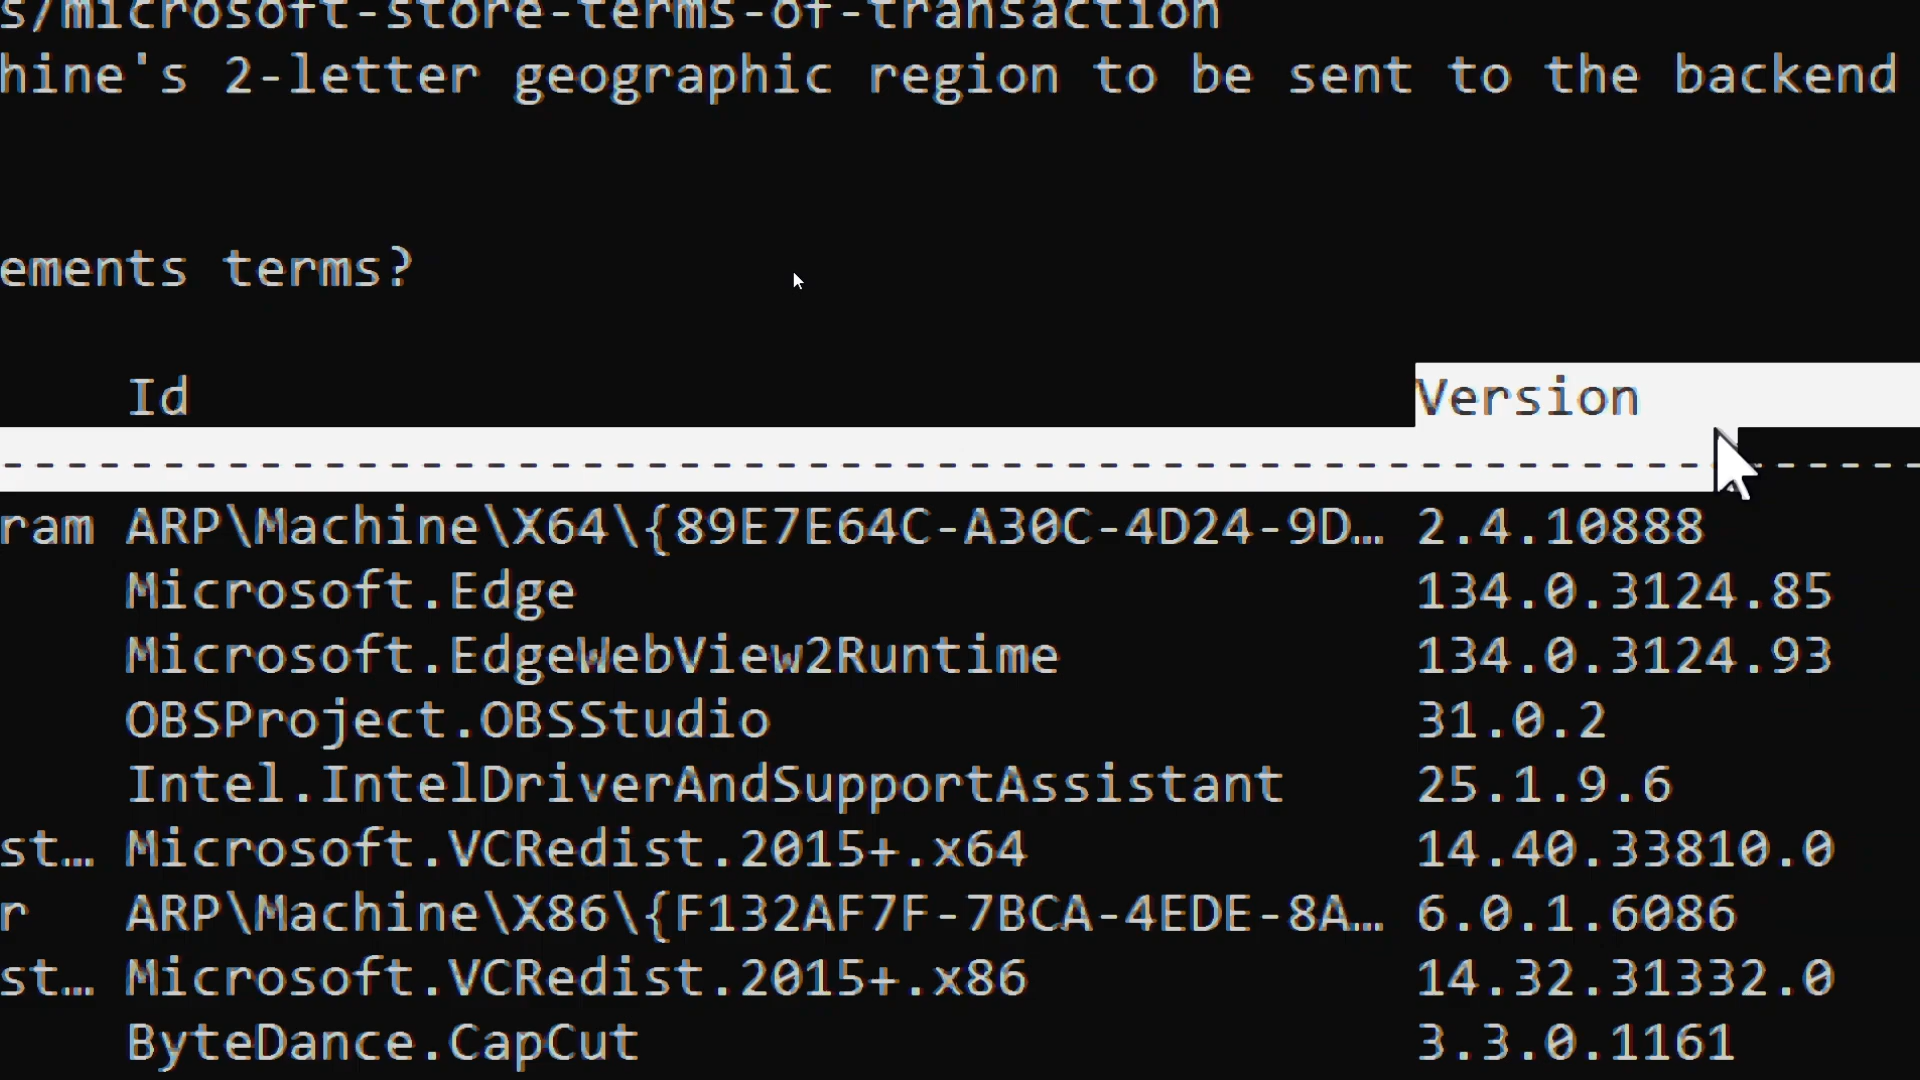 s/microsoft-store-terms-of-transaction
hine's 2-letter geographic region to be sent to the backend
ements terms?
Id Version
-----------------------------------------------------------
ram ARP\Machine\X64\{89E7E64C-A30C-4D24-9D… 2.4.10888
Microsoft.Edge 134.0.3124.85
Microsoft.EdgeWebView2Runtime 134.0.3124.93
OBSProject.OBSStudio 31.0.2
Intel.IntelDriverAndSupportAssistant 25.1.9.6
st… Microsoft.VCRedist.2015+.x64 14.40.33810.0
r ARP\Machine\X86\{F132AF7F-7BCA-4EDE-8A… 6.0.1.6086
st… Microsoft.VCRedist.2015+.x86 14.32.31332.0
ByteDance.CapCut 3.3.0.1161